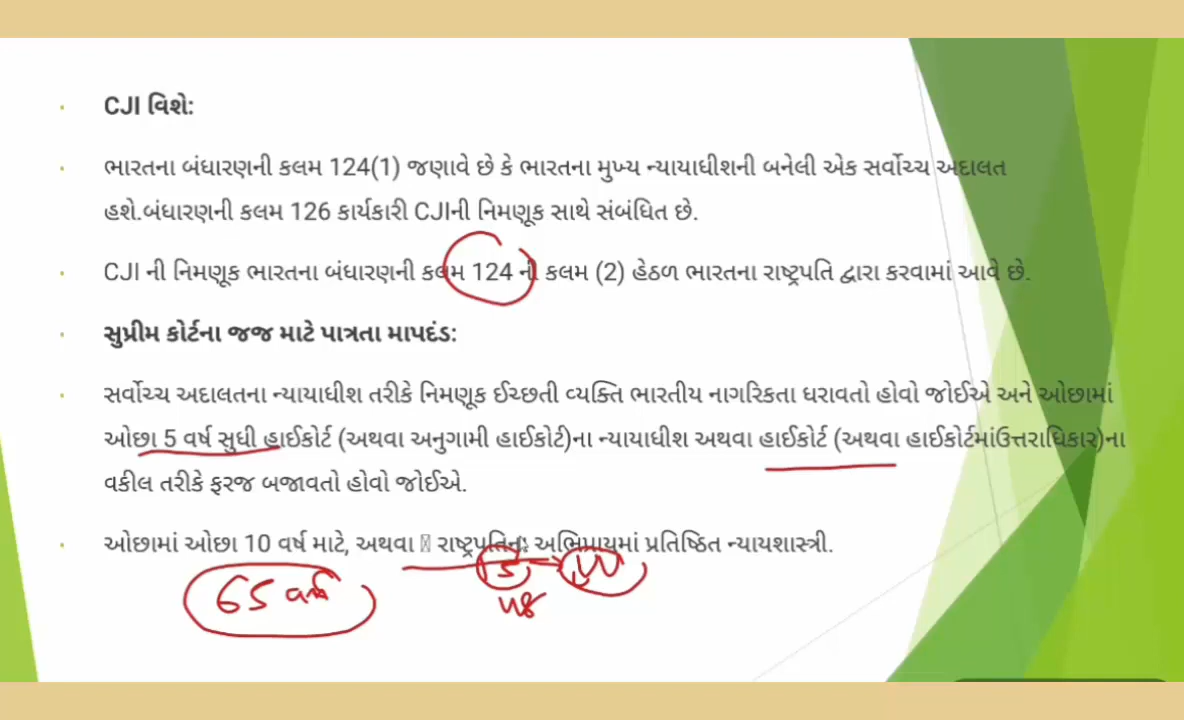 CJI વિશે:
ભારતના બંધારણની કલમ 124(1) જણાવે છે કે ભારતના મુખ્ય ન્યાયાધીશની બનેલી એક સર્વોચ્ચ અદાલત
હશે.બંધારણની કલમ 126 કાર્યકારી CJIની નિમણૂક સાથે સંબંધિત છે.
CJI ની નિમણૂક ભારતના બંધારણની કલમ 124 ની કલમ (2) હેઠળ ભારતના રાષ્ટ્રપતિ દ્વારા કરવામાં આવે છે.
સુપ્રીમ કોર્ટના જજ માટે પાત્રતા માપદંડ:
સર્વોચ્ચ અદાલતના ન્યાયાધીશ તરીકે નિમણૂક ઈચ્છતી વ્યક્તિ ભારતીય નાગરિકતા ધરાવતો હોવો જોઈએ અને ઓછામાં
ઓછા 5 વર્ષ સુધી હાઈકોર્ટ (અથવા અનુગામી હાઈકોર્ટ)ના ન્યાયાધીશ અથવા હાઈકોર્ટ (અથવા હાઈકોર્ટમાંઉત્તરાધિકાર)ના
વકીલ તરીકે ફરજ બજાવતો હોવો જોઈએ.
ઓછામાં ઓછા 10 વર્ષ માટે, અથવા રાષ્ટ્રપતિના અભિપ્રાયમાં પ્રતિષ્ઠિત ન્યાયશાસ્ત્રી.
65 વર્ષ